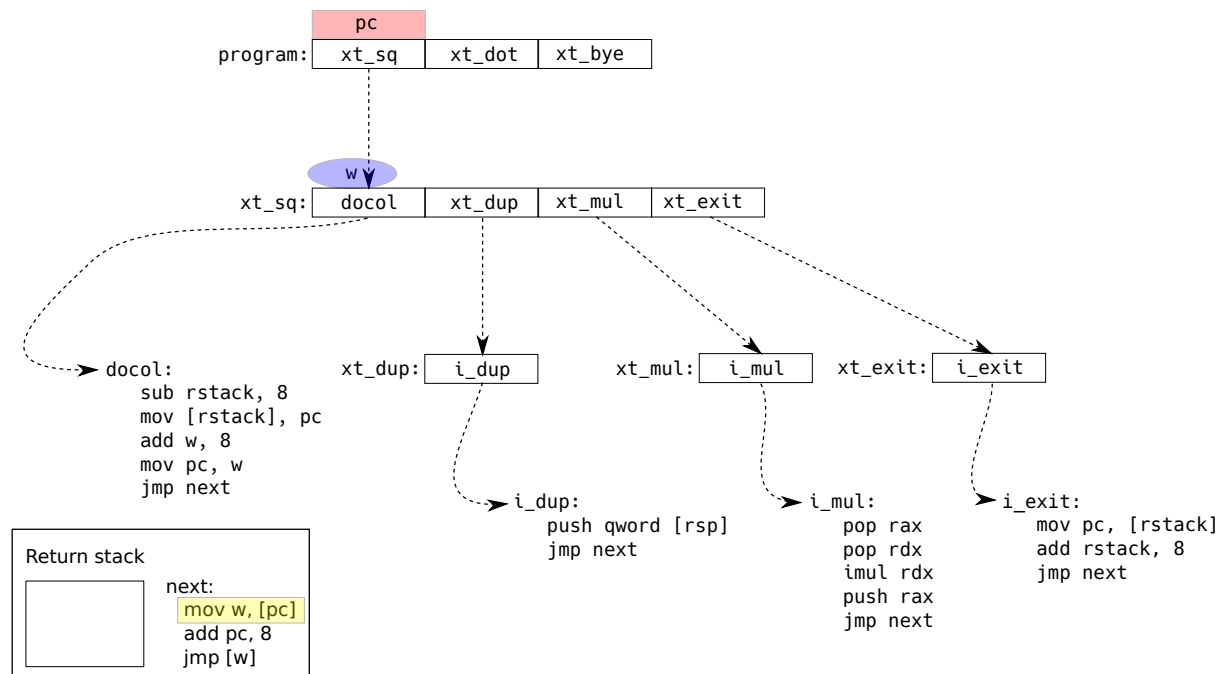 pc
program: xt_sq xt_dot xt_bye
w
xt_sq: docol xt_dup xt_mul xt_exit
docol:
sub rstack, 8
mov [rstack], pc
add w, 8
mov pc, w
jmp next
xt_dup: i_dup
xt_mul: i_mul
xt_exit: i_exit
i_dup:
push qword [rsp]
jmp next
i_mul:
pop rax
pop rdx
imul rdx
push rax
jmp next
i_exit:
mov pc, [rstack]
add rstack, 8
jmp next
Return stack
next:
mov w, [pc]
add pc, 8
jmp [w]